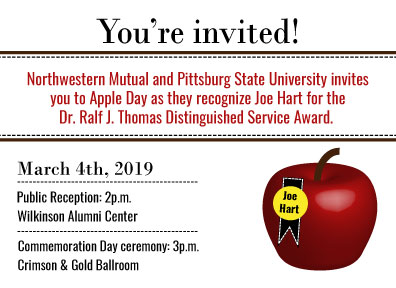 You're invited!
Northwestern Mutual and Pittsburg State University invites
you to Apple Day as they recognize Joe Hart for the
Dr. Ralf J. Thomas Distinguished Service Award.
March 4th, 2019
Public Reception: 2p.m.
Wilkinson Alumni Center
Commemoration Day ceremony: 3p.m.
Crimson & Gold Ballroom
Joe
Hart